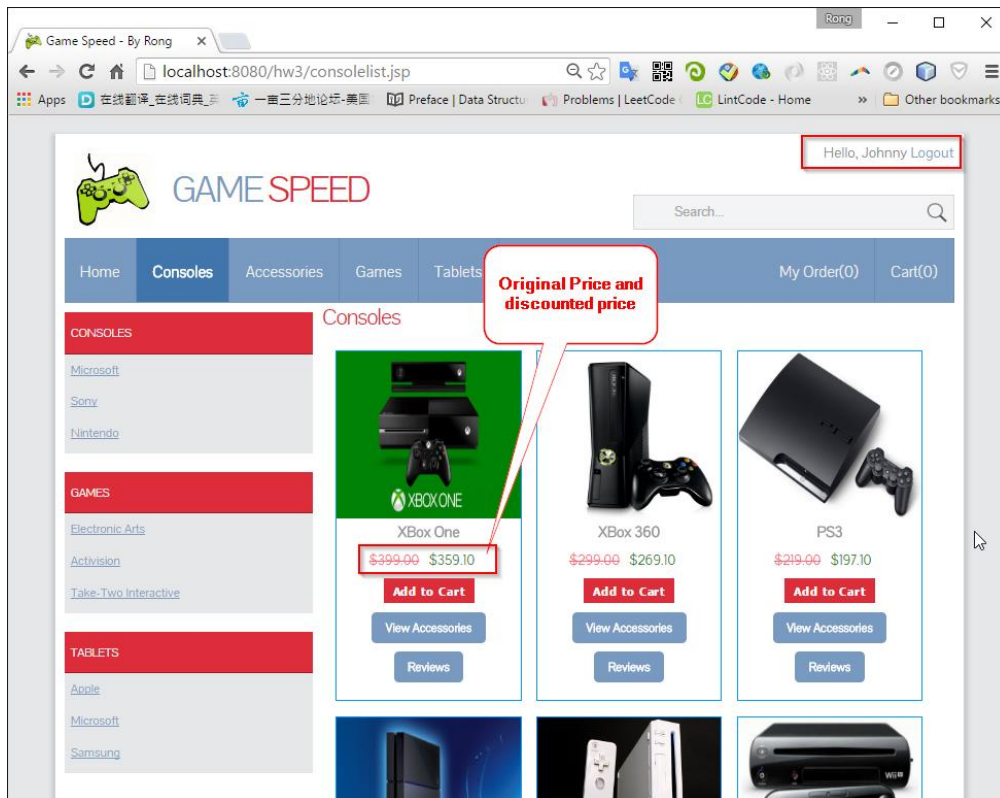 Rong
Game Speed - By Rong
localhost:8080/hw3/consolelist.jsp
Apps
在线翻译_在线词典_英
一亩三分地论坛-美国
Preface | Data Structu
Problems | LeetCode
LC LintCode - Home
»
Other bookmarks
Hello, Johnny Logout
GAME SPEED
Search...
Home Consoles Accessories Games Tablets My Order(0) Cart(0)
Original Price and
discounted price
CONSOLES
Microsoft
Sony
Nintendo
GAMES
Electronic Arts
Activision
Take-Two Interactive
TABLETS
Apple
Microsoft
Samsung
Consoles
XBOX ONE
XBox One XBox 360 PS3
$399.00 $359.10 $299.00 $269.10 $219.00 $197.10
Add to Cart Add to Cart Add to Cart
View Accessories View Accessories View Accessories
Reviews Reviews Reviews
Wii U